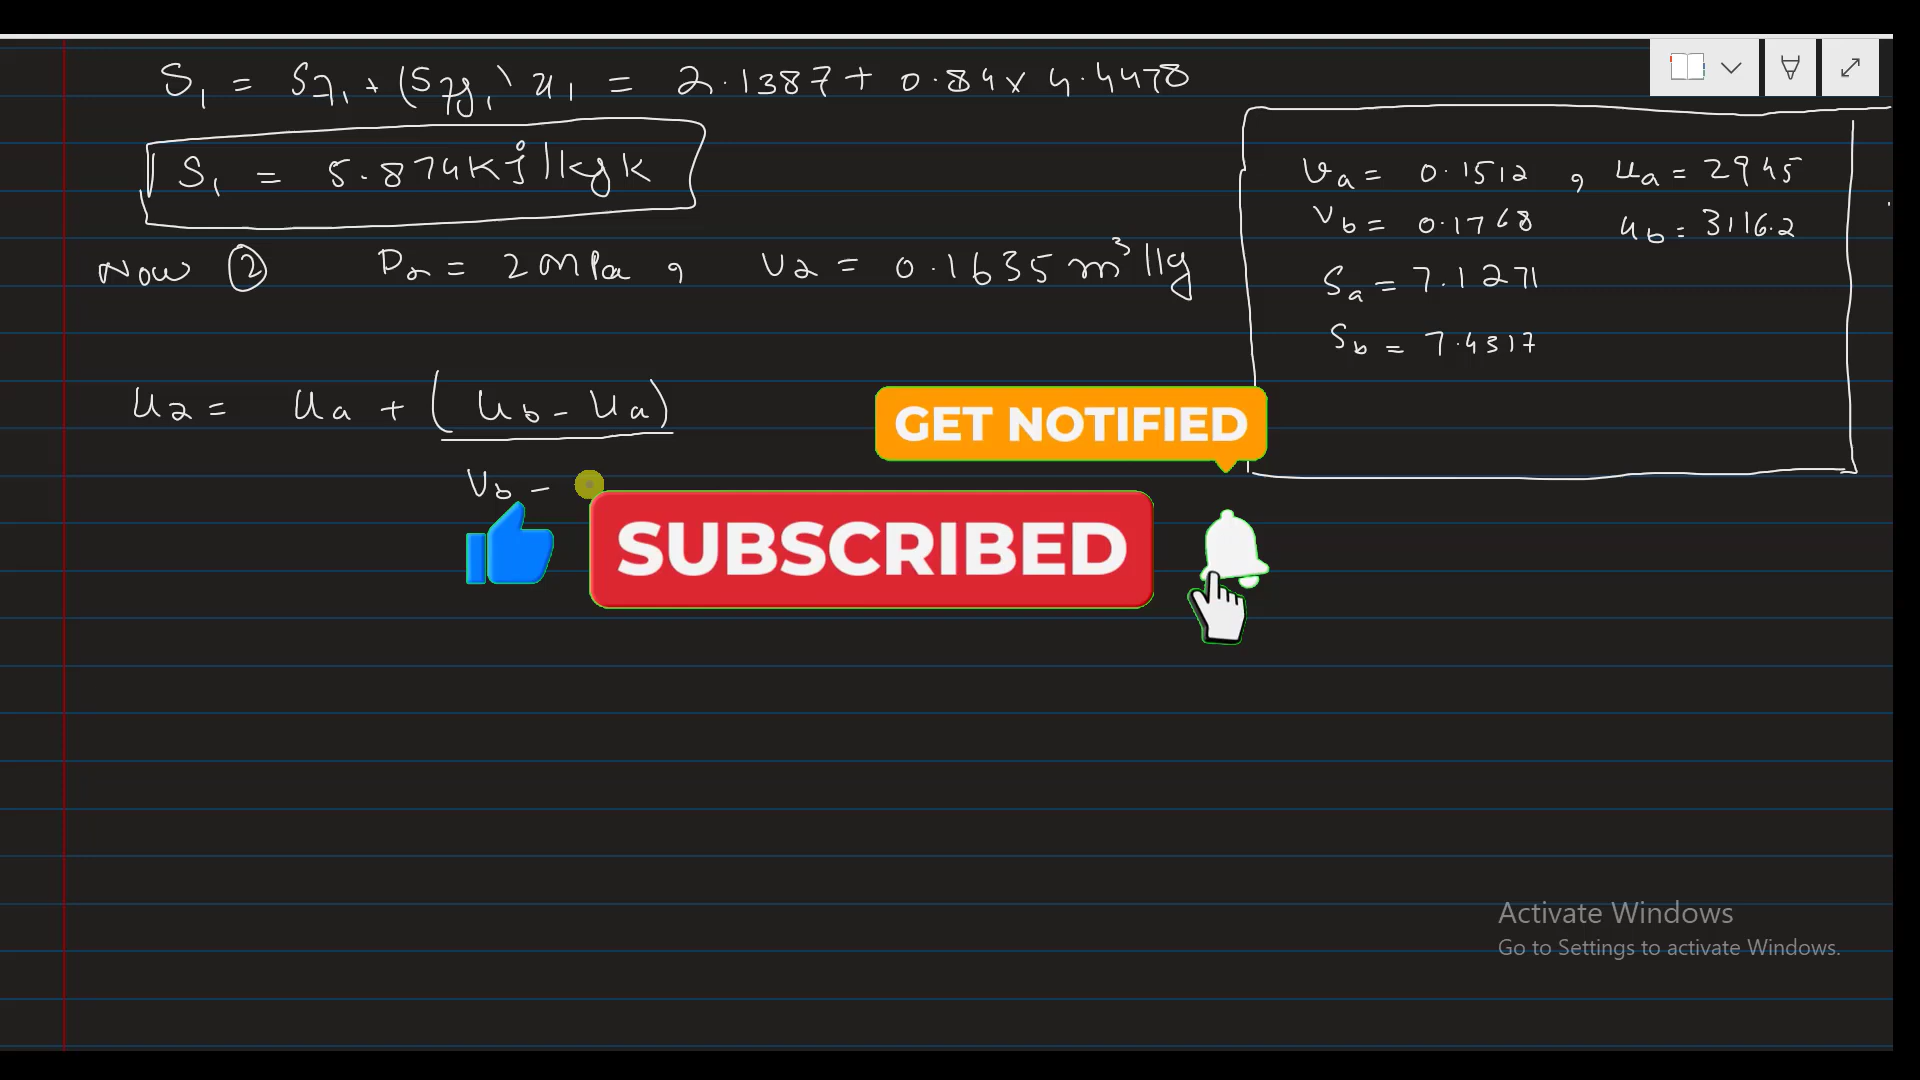 S₁ = Sf₁ + (Sfg₁) x₁ = 2.1387 + 0.84 x 4.4478
S₁ = 5.874 kj/kgk
Now ② P₂ = 2 mPa, V₂ = 0.1635 m³/kg
va = 0.1512, ua = 2945
Vb = 0.1768 ub = 3116.2
Sa = 7.1271
Sb = 7.4317
u₂ = ua + (ub - ua)
Vb -
GET NOTIFIED
SUBSCRIBED
Activate Windows
Go to Settings to activate Windows.